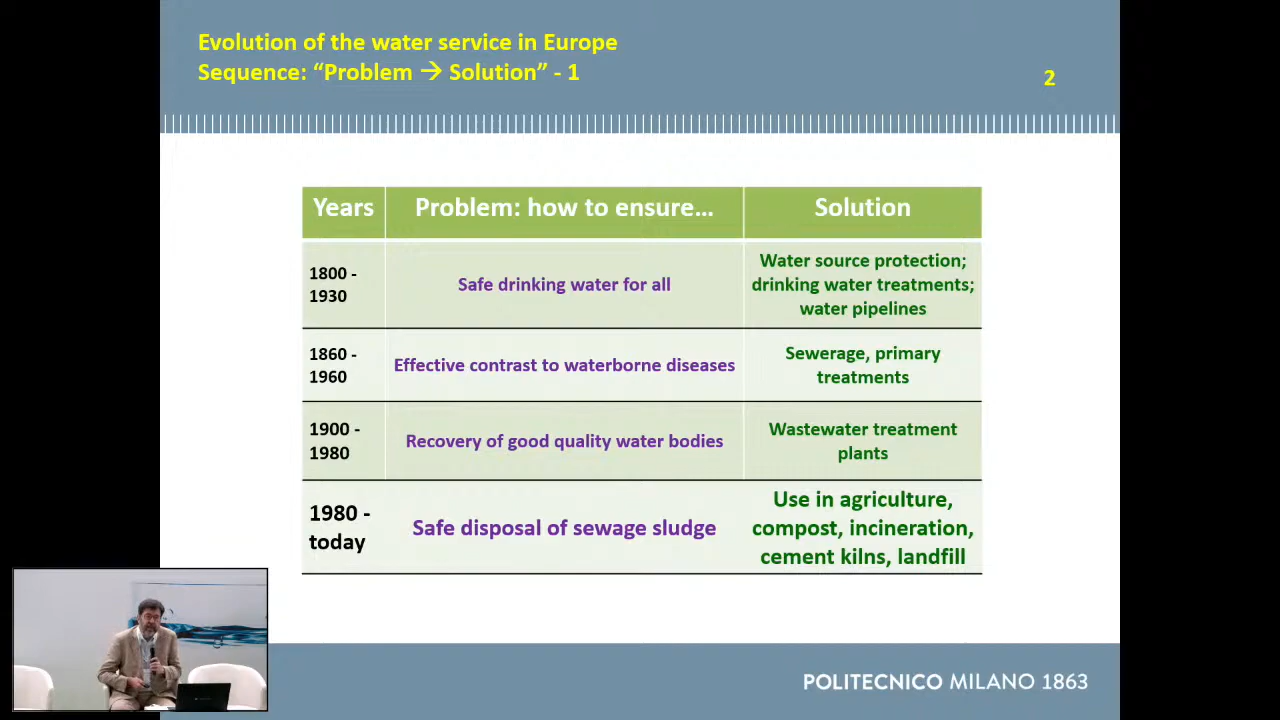 Evolution of the water service in Europe
Sequence: “Problem → Solution” - 1
2
Years
Problem: how to ensure…
Solution
1800 -
1930
Safe drinking water for all
Water source protection;
drinking water treatments;
water pipelines
1860 -
1960
Effective contrast to waterborne diseases
Sewerage, primary
treatments
1900 -
1980
Recovery of good quality water bodies
Wastewater treatment
plants
1980 -
today
Safe disposal of sewage sludge
Use in agriculture,
compost, incineration,
cement kilns, landfill
POLITECNICO MILANO 1863